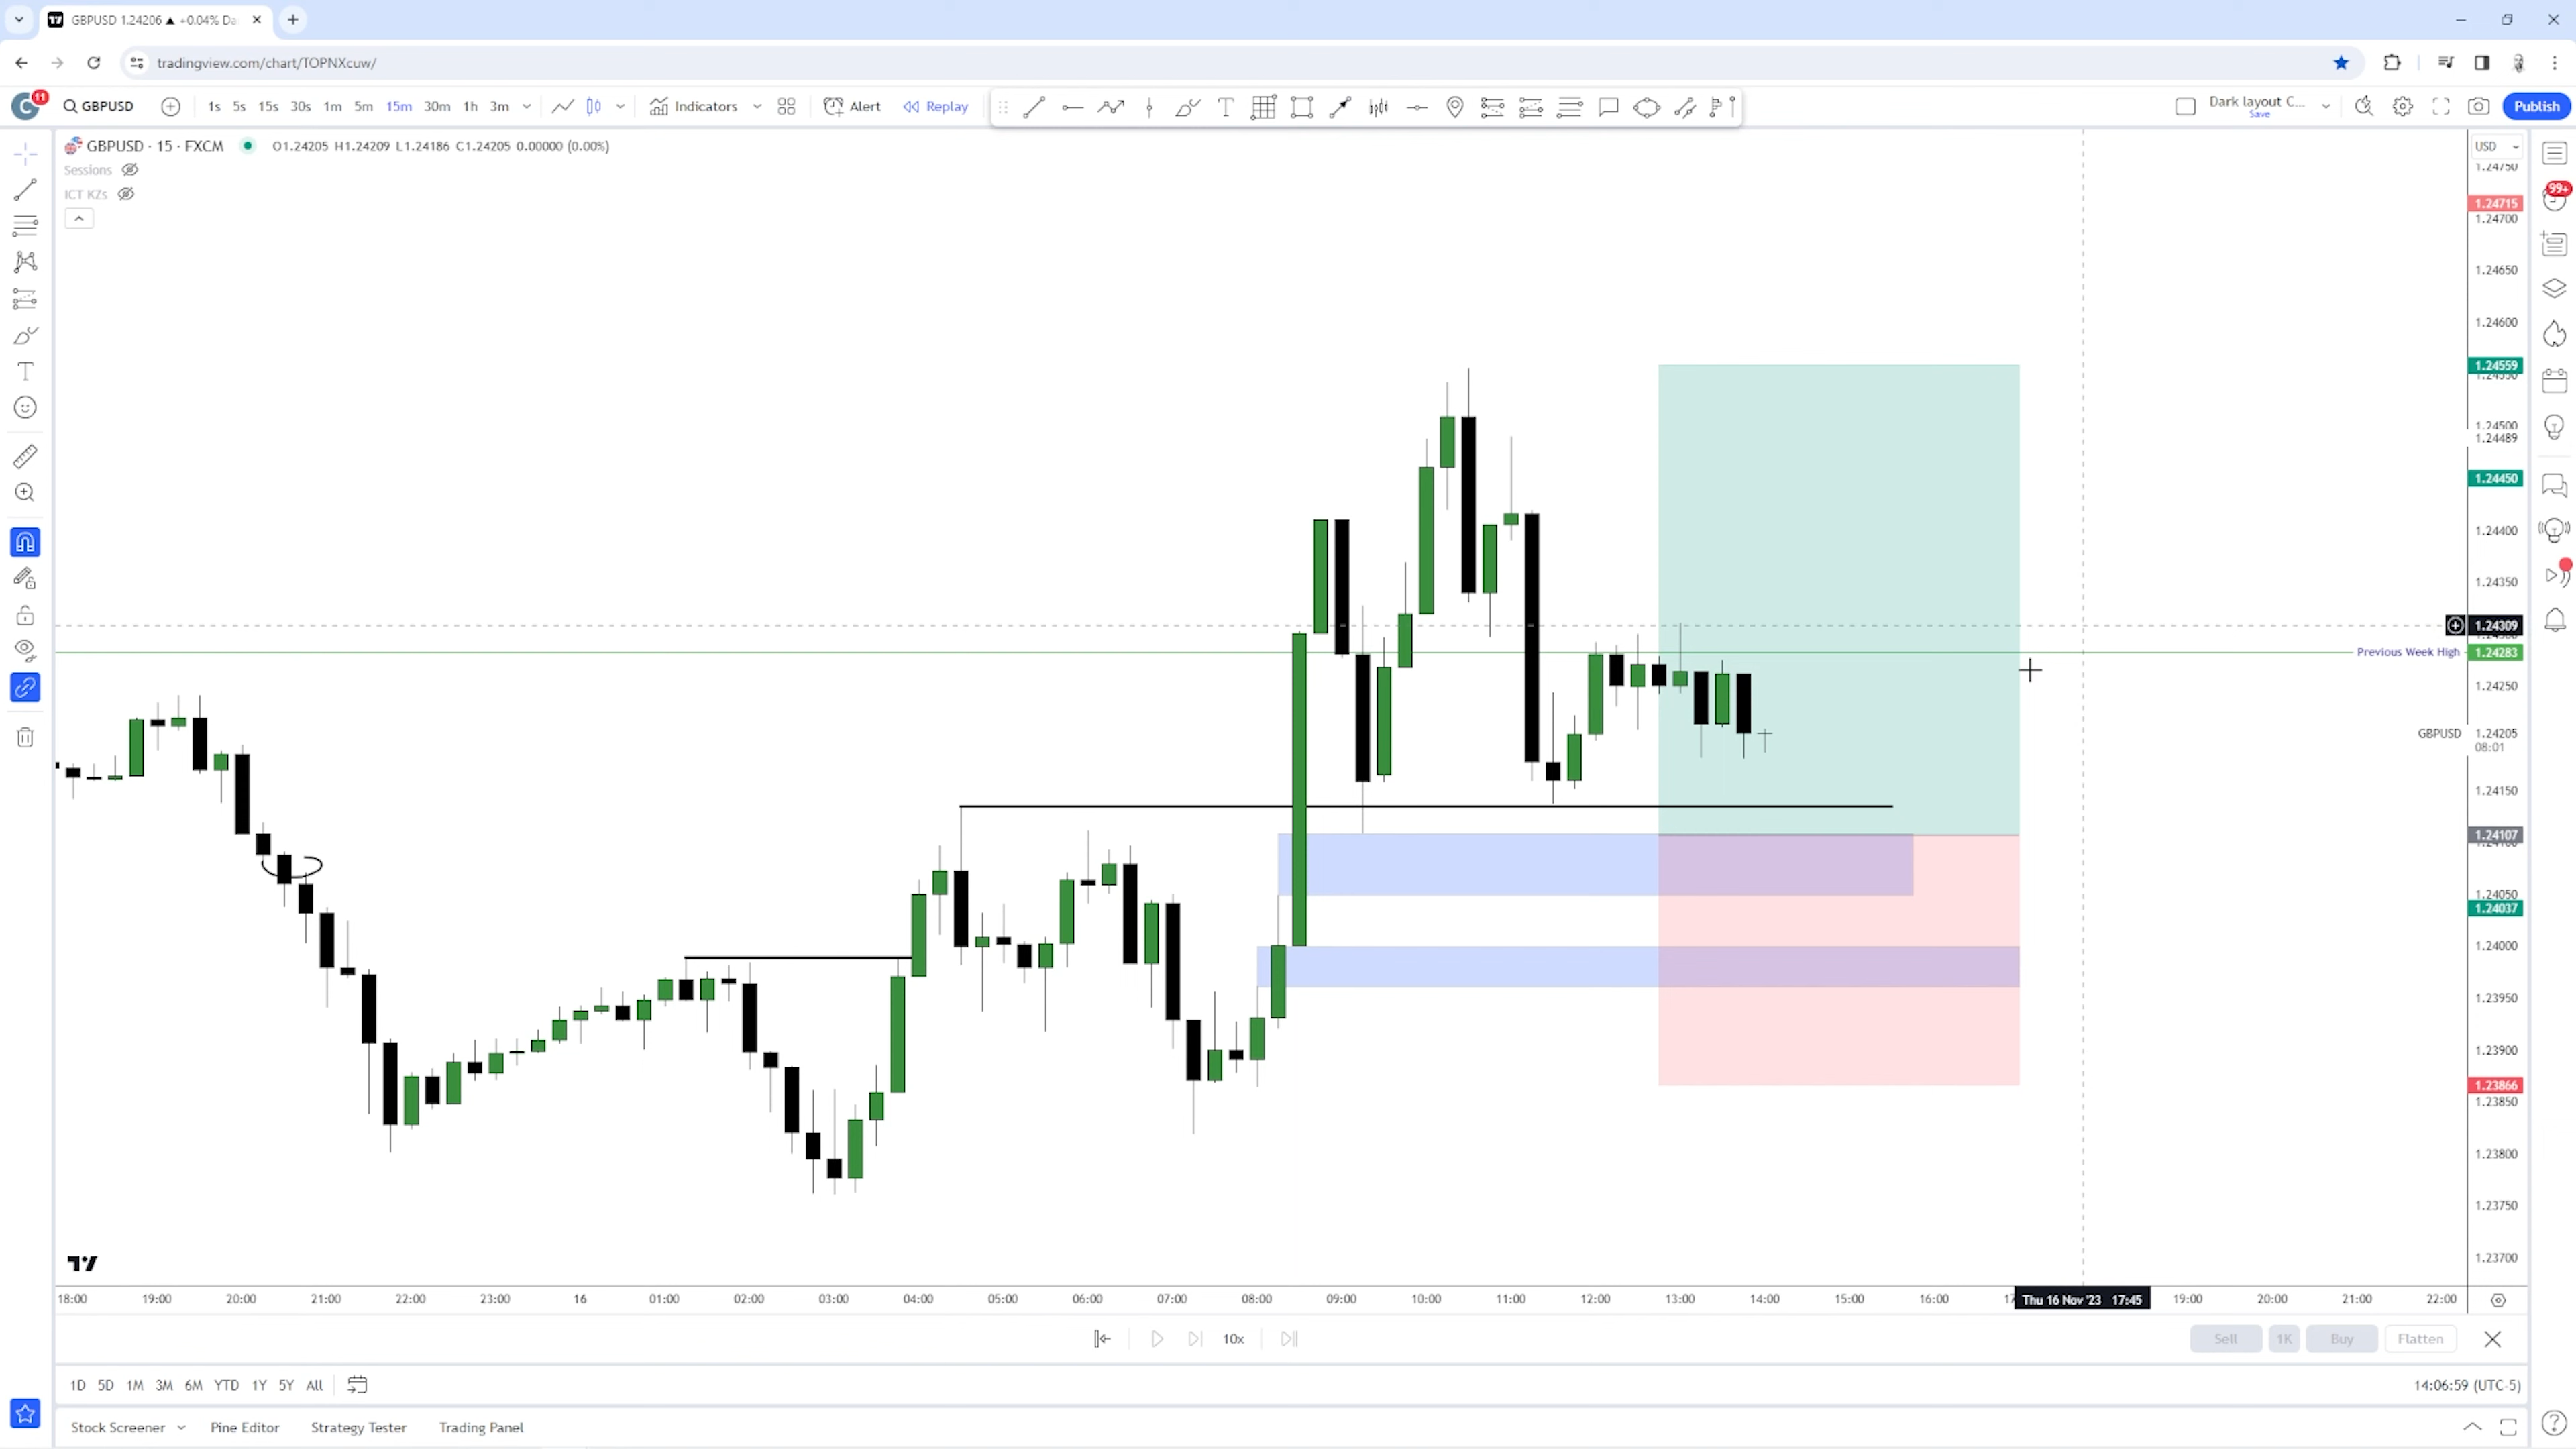 GBPUSD 1.24206 ▲ +0.04% Da
tradingview.com/chart/TOPNXcuw/
11
GBPUSD 1s 5s 15s 30s 1m 5m 15m 30m 1h 3m Indicators Alert Replay Dark layout C... Save Publish
GBPUSD · 15 · FXCM O1.24205 H1.24209 L1.24186 C1.24205 0.00000 (0.00%)
Sessions
ICT KZs
USD
99+
1.24750
1.24715
1.24700
1.24650
1.24600
1.24559
1.24500
1.24489
1.24450
1.24400
1.24350
1.24309
Previous Week High 1.24283
1.24250
GBPUSD 1.24205
08:01
1.24150
1.24107
1.24050
1.24037
1.24000
1.23950
1.23900
1.23866
1.23850
1.23800
1.23750
1.23700
18:00 19:00 20:00 21:00 22:00 23:00 16 01:00 02:00 03:00 04:00 05:00 06:00 07:00 08:00 09:00 10:00 11:00 12:00 13:00 14:00 15:00 16:00 Thu 16 Nov '23 17:45 19:00 20:00 21:00 22:00
10x Sell 1K Buy Flatten
1D 5D 1M 3M 6M YTD 1Y 5Y All 14:06:59 (UTC-5)
Stock Screener Pine Editor Strategy Tester Trading Panel